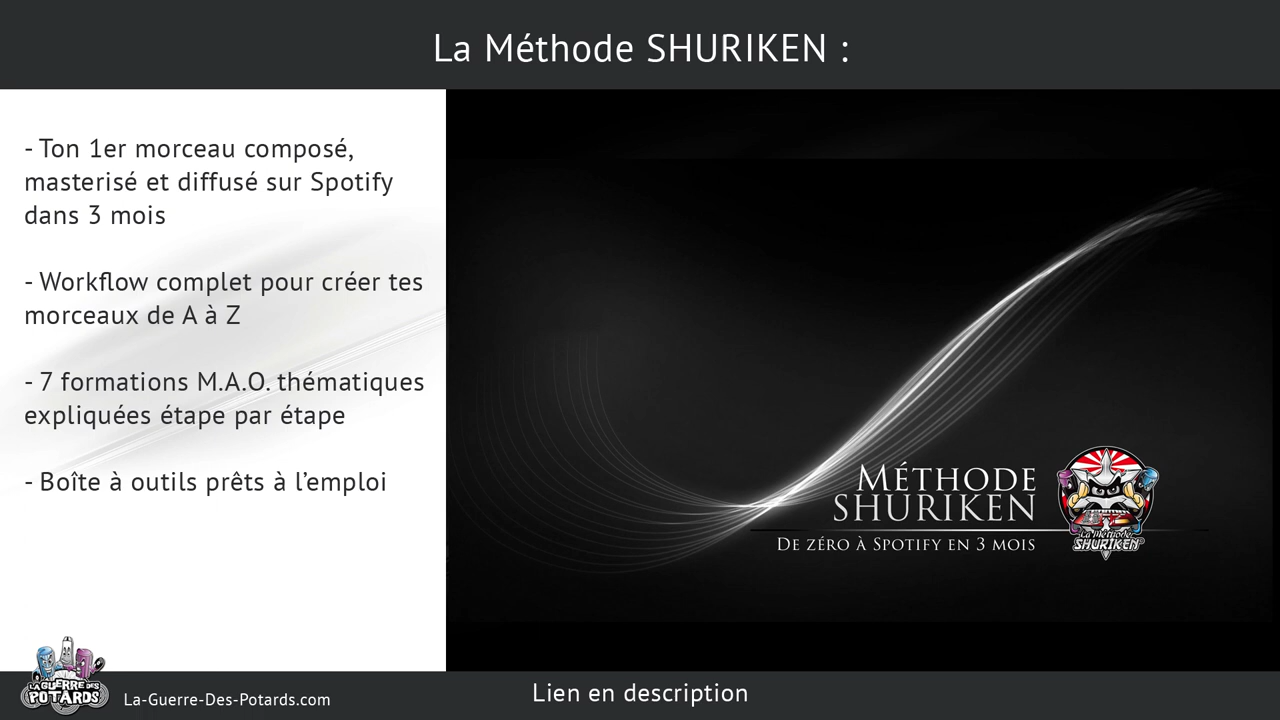 La Méthode SHURIKEN :
- Ton 1er morceau composé,
masterisé et diffusé sur Spotify
dans 3 mois
- Workflow complet pour créer tes
morceaux de A à Z
- 7 formations M.A.O. thématiques
expliquées étape par étape
- Boîte à outils prêts à l’emploi
MÉTHODE
SHURIKEN
DE ZÉRO À SPOTIFY EN 3 MOIS
La Méthode
SHURIKEN
LA GUERRE DES
POTARDS
La-Guerre-Des-Potards.com
Lien en description